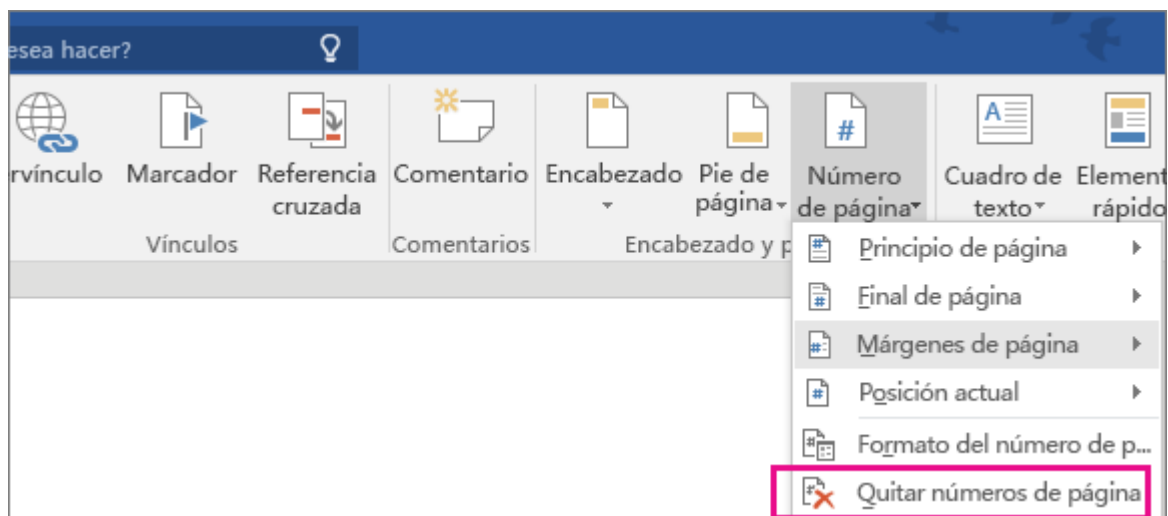 esea hacer?
rvínculo Marcador Referencia cruzada Comentario Encabezado Pie de página Número de página Cuadro de texto Element rápido
Vínculos Comentarios Encabezado y p
Principio de página
Final de página
Márgenes de página
Posición actual
Formato del número de p...
Quitar números de página